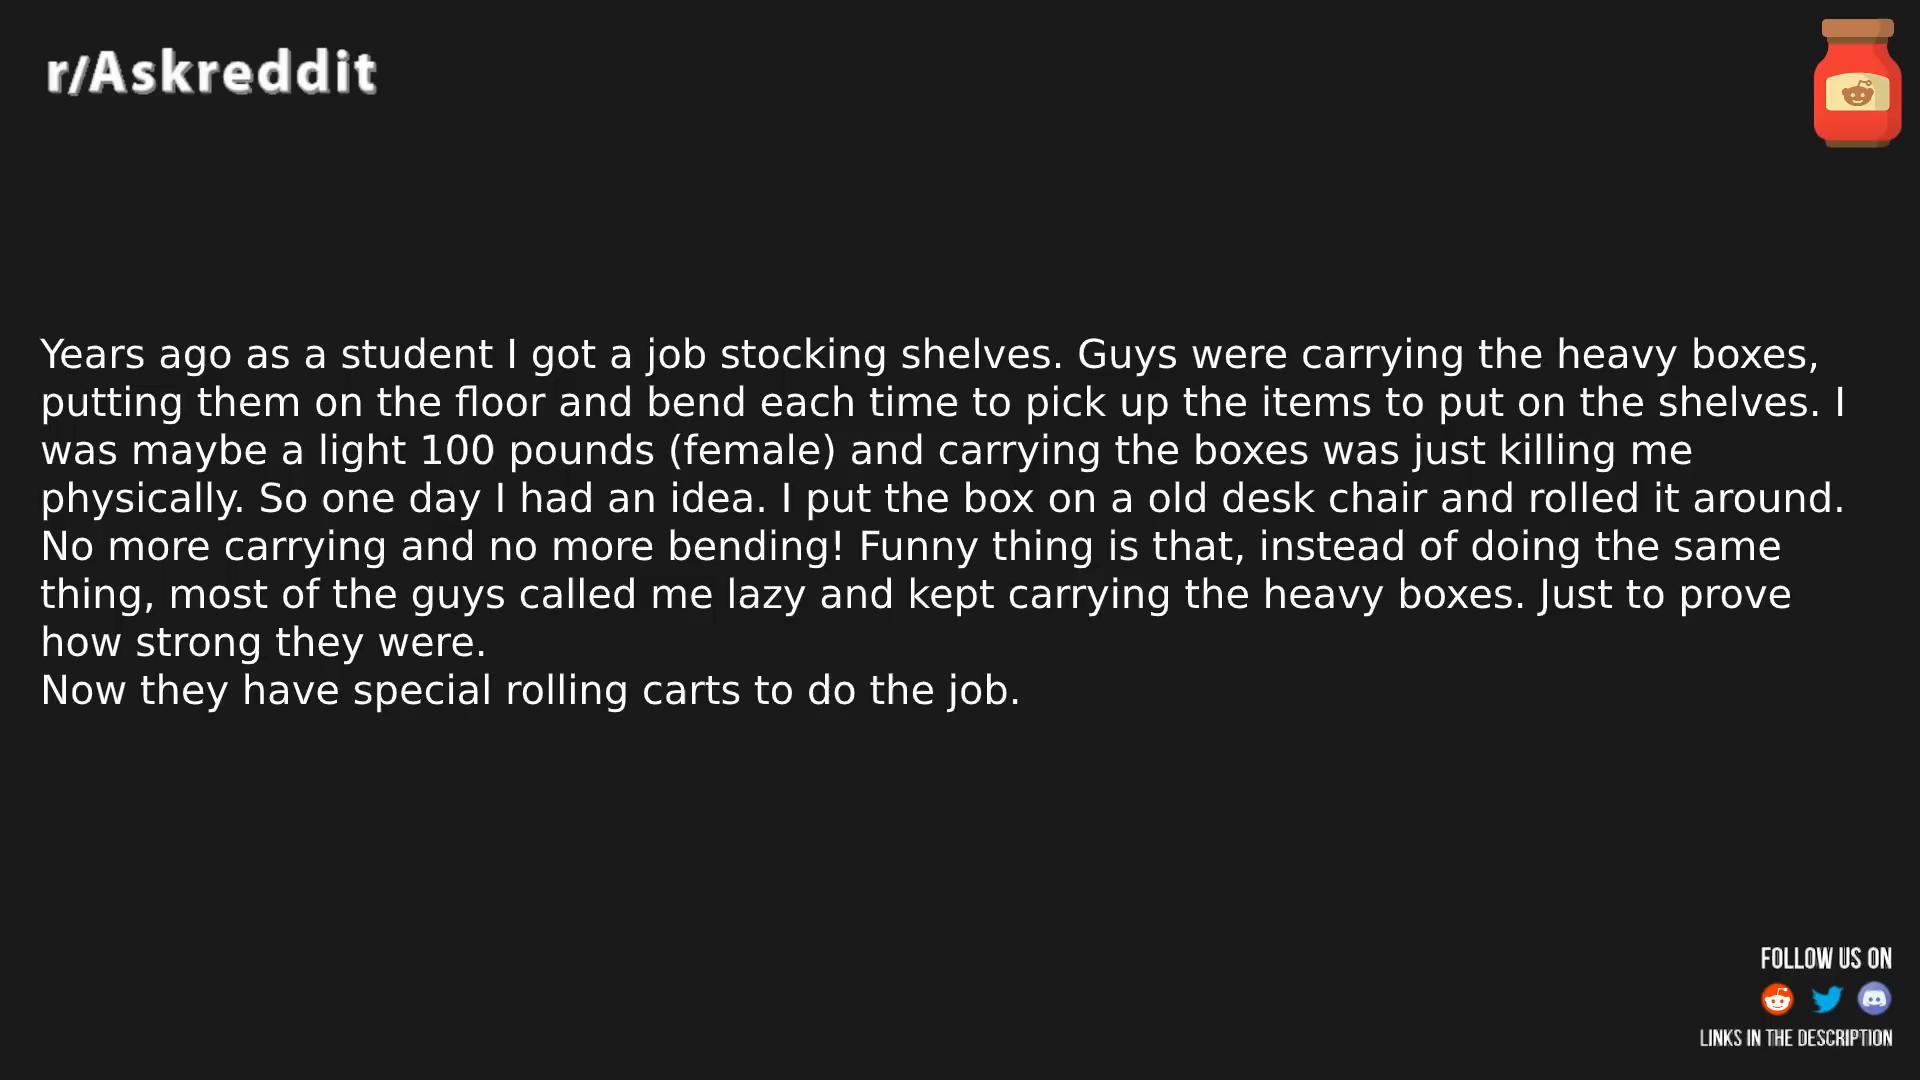 r/Askreddit
Years ago as a student I got a job stocking shelves. Guys were carrying the heavy boxes,
putting them on the floor and bend each time to pick up the items to put on the shelves. I
was maybe a light 100 pounds (female) and carrying the boxes was just killing me
physically. So one day I had an idea. I put the box on a old desk chair and rolled it around.
No more carrying and no more bending! Funny thing is that, instead of doing the same
thing, most of the guys called me lazy and kept carrying the heavy boxes. Just to prove
how strong they were.
Now they have special rolling carts to do the job.
FOLLOW US ON
LINKS IN THE DESCRIPTION